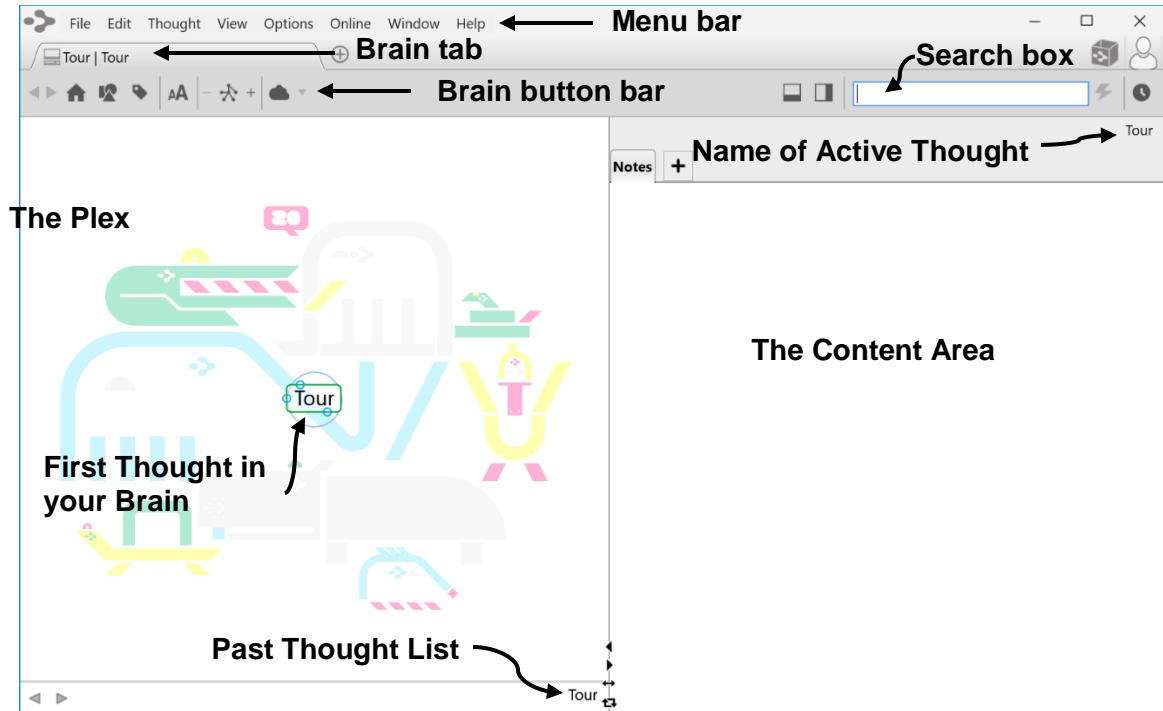 File Edit Thought View Options Online Window Help
Menu bar
Tour | Tour
Brain tab
Search box
AA
Brain button bar
Name of Active Thought
Tour
Notes
The Plex
Tour
The Content Area
First Thought in
your Brain
Past Thought List
Tour